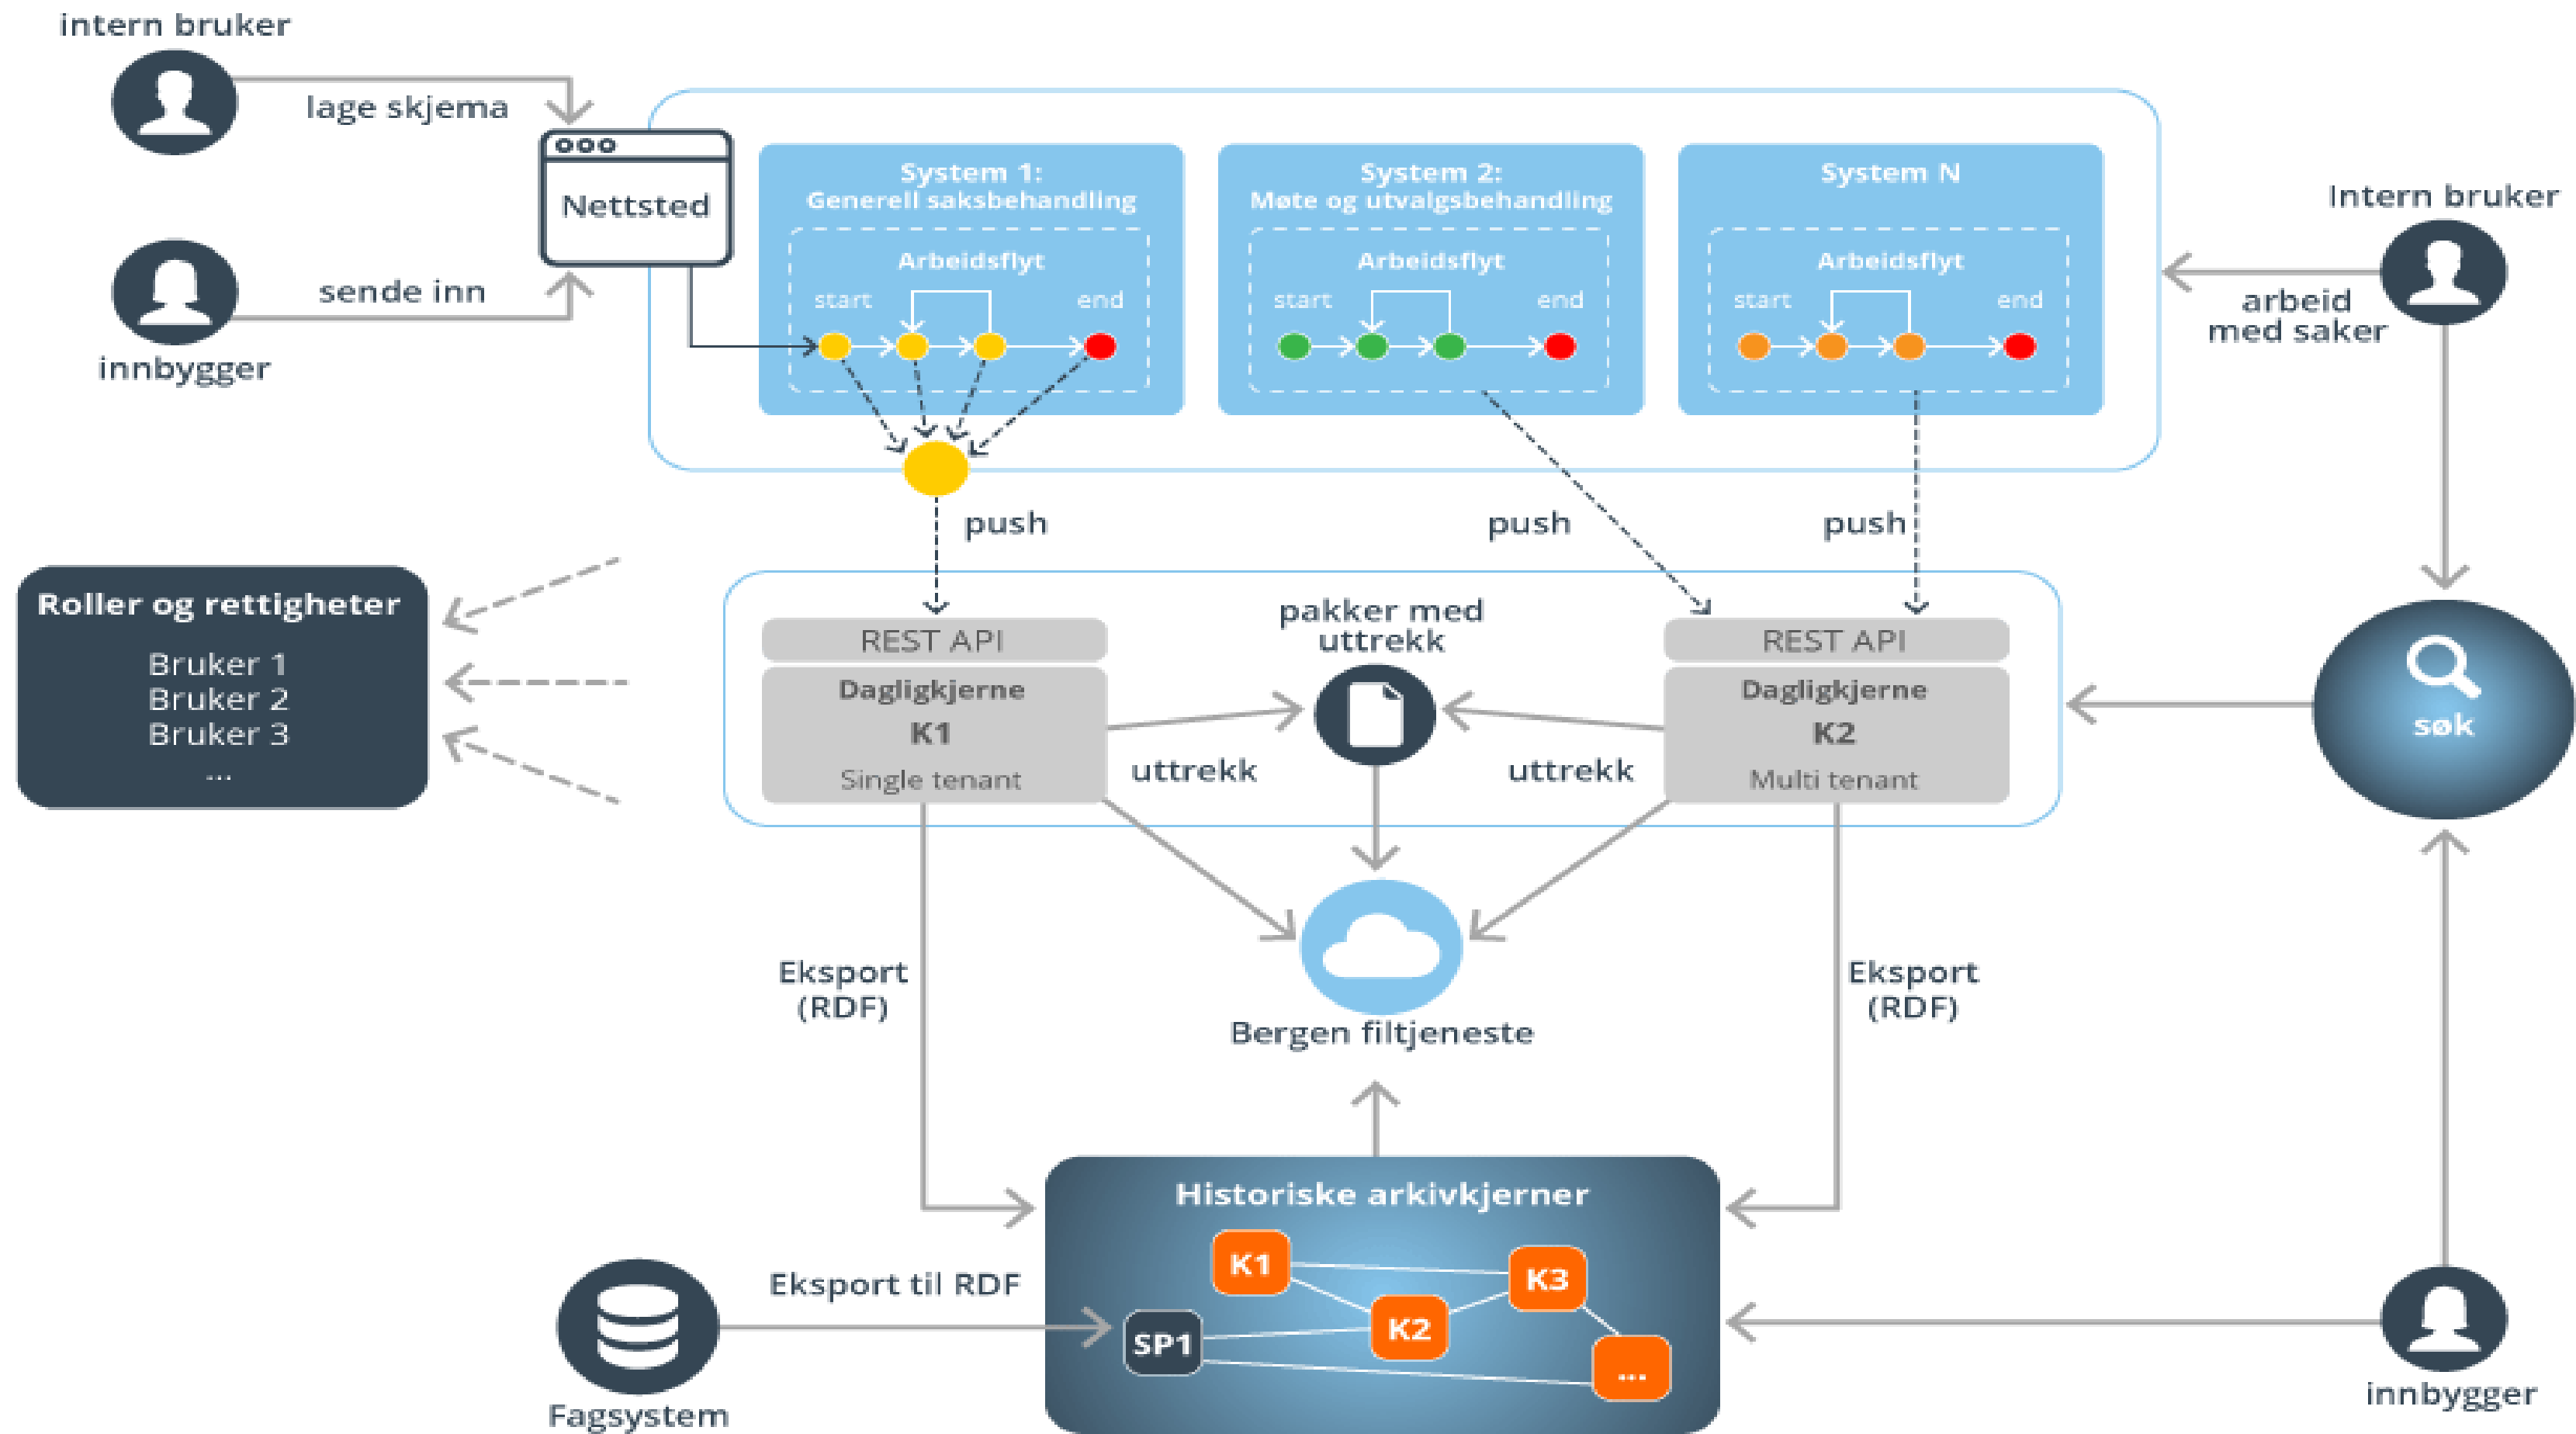 intern bruker
lage skjema
Nettsted
sende inn
innbygger
System 1:
Generell saksbehandling
Arbeidsflyt
start
end
System 2:
Møte og utvalgsbehandling
Arbeidsflyt
start
end
System N
Arbeidsflyt
start
end
Intern bruker
arbeid
med saker
push
push
push
Roller og rettigheter
Bruker 1
Bruker 2
Bruker 3
...
REST API
Dagligkjerne
K1
Single tenant
pakker med
uttrekk
uttrekk
uttrekk
REST API
Dagligkjerne
K2
Multi tenant
søk
Eksport
(RDF)
Bergen filtjeneste
Eksport
(RDF)
Historiske arkivkjerner
K1
K3
K2
SP1
...
Eksport til RDF
Fagsystem
innbygger